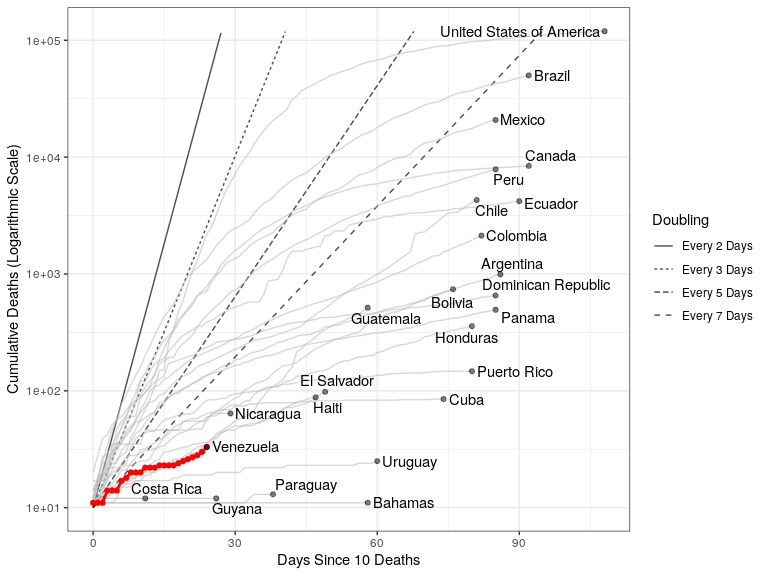 United States of America
Brazil
Mexico
Canada
Peru
Chile
Ecuador
Colombia
Argentina
Dominican Republic
Bolivia
Guatemala
Panama
Honduras
El Salvador
Puerto Rico
Haiti
Cuba
Nicaragua
Venezuela
Uruguay
Costa Rica
Paraguay
Guyana
Bahamas
1e+05
1e+04
1e+03
1e+02
1e+01
Cumulative Deaths (Logarithmic Scale)
0 30 60 90
Days Since 10 Deaths
Doubling
Every 2 Days
Every 3 Days
Every 5 Days
Every 7 Days